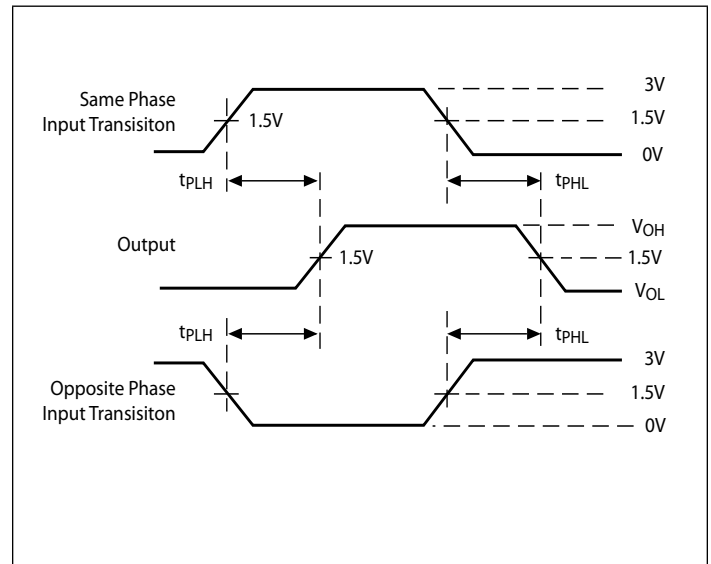 3V
Same Phase
Input Transisiton
1.5V
1.5V
0V
tPLH
tPHL
VOH
Output
1.5V
1.5V
VOL
tPLH
tPHL
3V
Opposite Phase
Input Transisiton
1.5V
0V